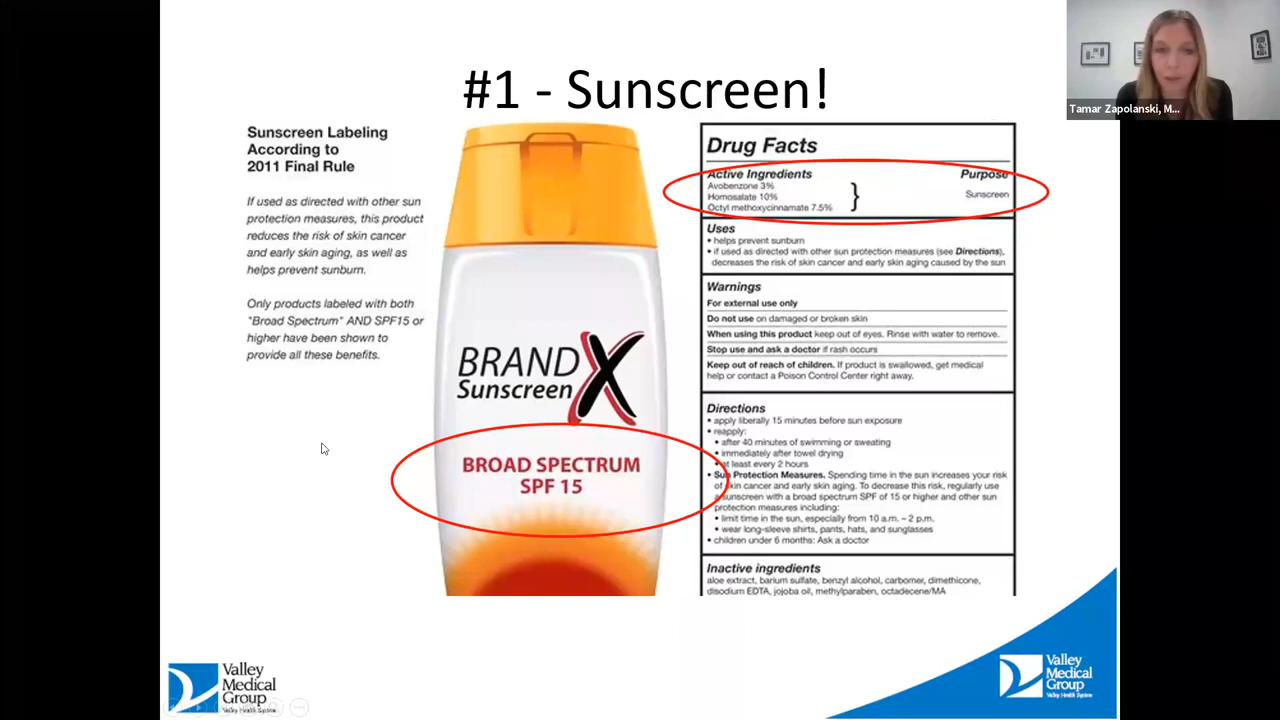 #1 - Sunscreen!
Sunscreen Labeling
According to
2011 Final Rule
If used as directed with other sun
protection measures, this product
reduces the risk of skin cancer
and early skin aging, as well as
helps prevent sunburn.
Only products labeled with both
"Broad Spectrum" AND SPF15 or
higher have been shown to
provide all these benefits.
BRAND X
Sunscreen
BROAD SPECTRUM
SPF 15
Drug Facts
Active Ingredients Purpose
Avobenzone 3%
Homosalate 10%
Octyl methoxycinnamate 7.5%
} Sunscreen
Uses
• helps prevent sunburn
• if used as directed with other sun protection measures (see Directions),
decreases the risk of skin cancer and early skin aging caused by the sun
Warnings
For external use only
Do not use on damaged or broken skin
When using this product keep out of eyes. Rinse with water to remove.
Stop use and ask a doctor if rash occurs
Keep out of reach of children. If product is swallowed, get medical
help or contact a Poison Control Center right away.
Directions
• apply liberally 15 minutes before sun exposure
• reapply:
• after 40 minutes of swimming or sweating
• immediately after towel drying
• at least every 2 hours
• Sun Protection Measures. Spending time in the sun increases your risk
of skin cancer and early skin aging. To decrease this risk, regularly use
a sunscreen with a broad spectrum SPF of 15 or higher and other sun
protection measures including:
• limit time in the sun, especially from 10 a.m. – 2 p.m.
• wear long-sleeve shirts, pants, hats, and sunglasses
• children under 6 months: Ask a doctor
Inactive ingredients
aloe extract, barium sulfate, benzyl alcohol, carbomer, dimethicone,
disodium EDTA, jojoba oil, methylparaben, octadecene/MA
Tamar Zapolanski, M...
Valley
Medical
Group
Valley Health System
Valley
Medical
Group
Valley Health System